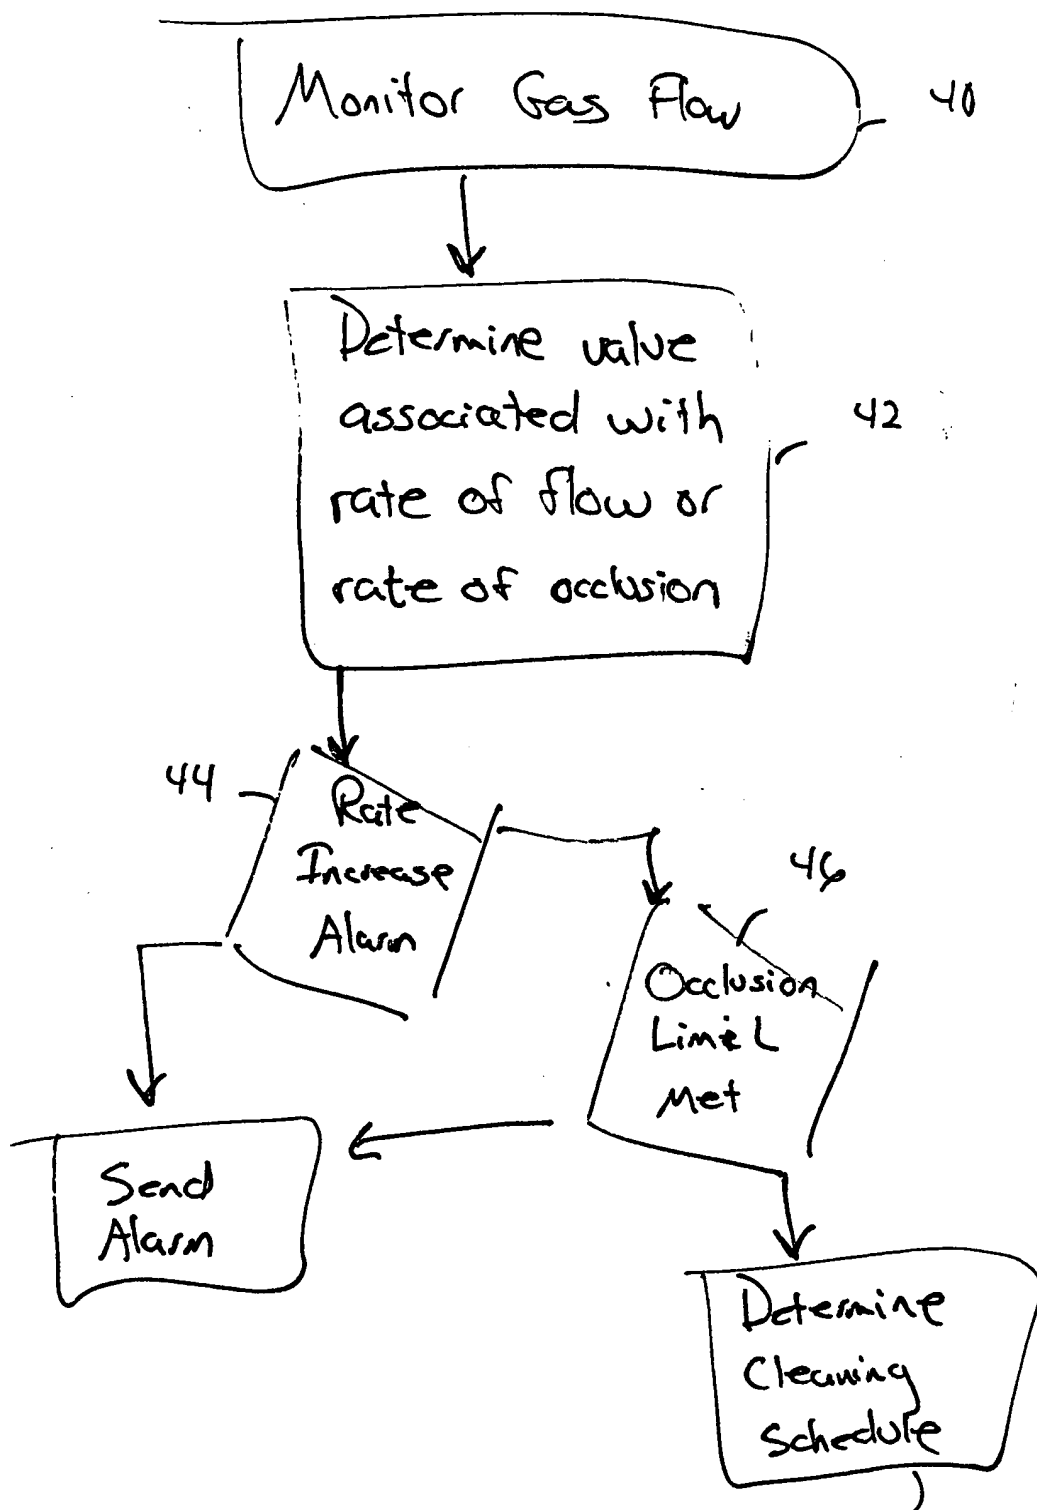 Monitor Gas Flow
40
Determine value
associated with
rate of flow or
rate of occlusion
42
44
Rate
Increase
Alarm
46
Occlusion
Limit
Met
Send
Alarm
Determine
Cleaning
Schedule